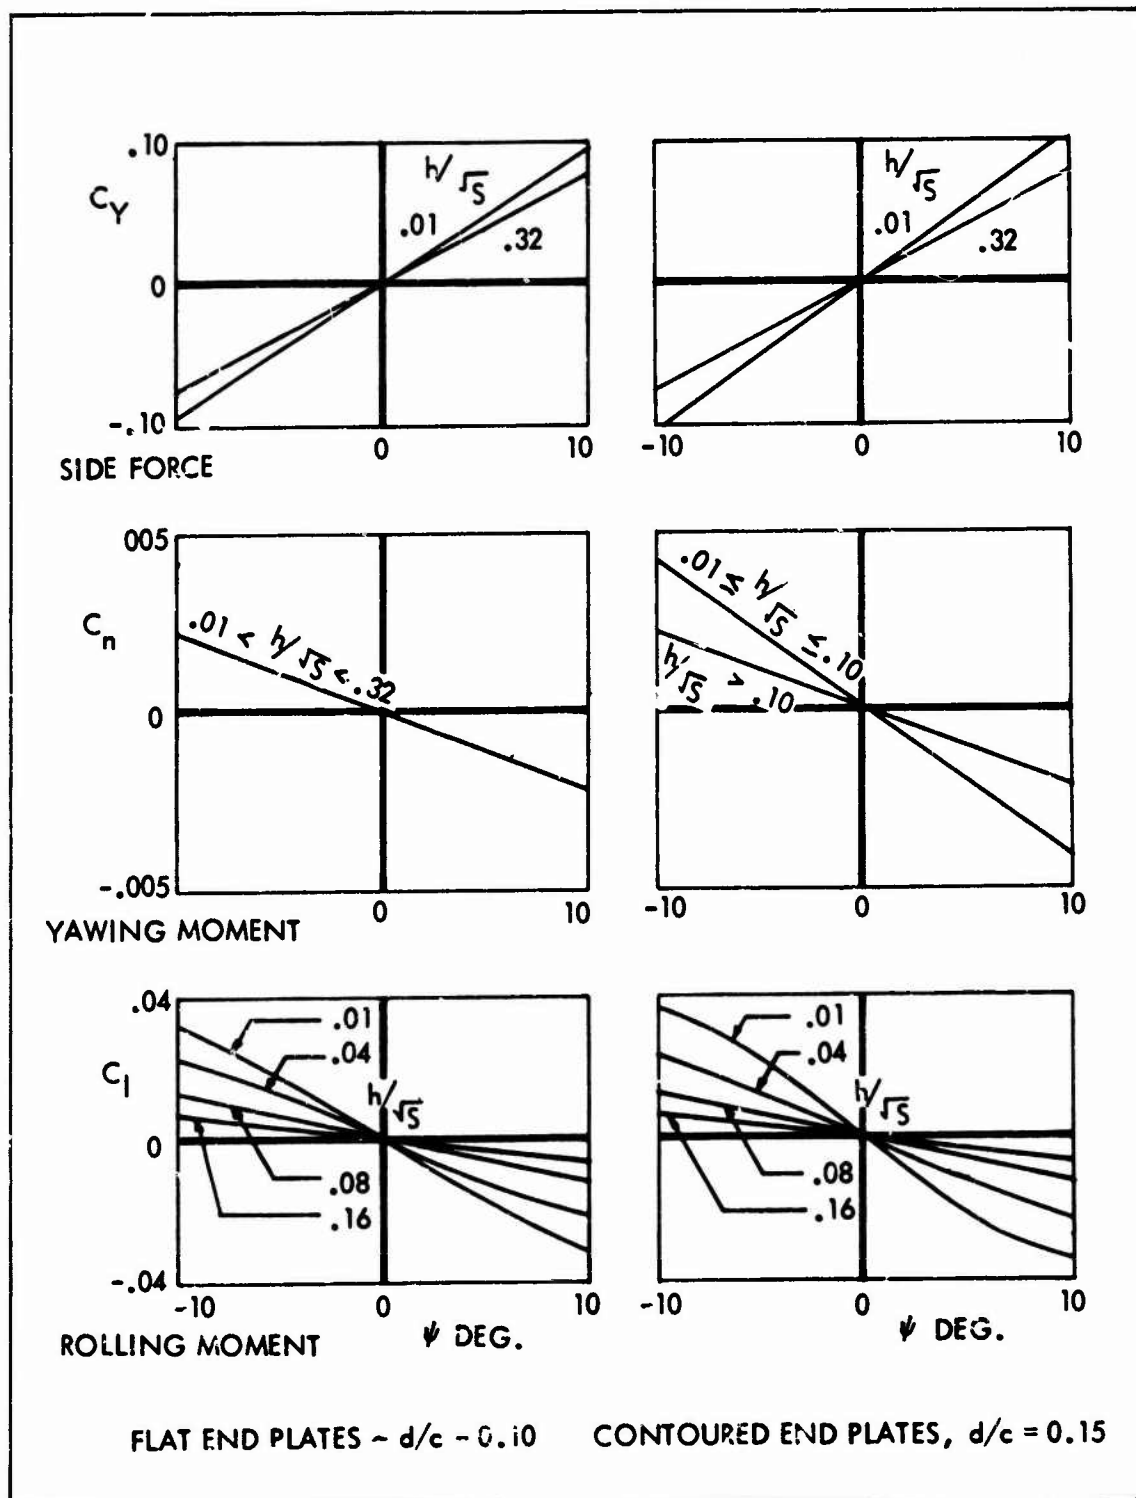 .10
C_Y
0
-.10
h/√S
.01
.32
0
10
SIDE FORCE
h/√S
.01
.32
-10
0
10
005
C_n
0
-.005
.01 < h/√S < .32
0
10
YAWING MOMENT
.01 ≤ h/√S ≤ .10
h/√S > .10
-10
0
10
.04
C_l
0
-.04
.01
.04
h/√S
.08
.16
-10
0
10
ψ DEG.
ROLLING MOMENT
.01
.04
h/√S
.08
.16
-10
0
10
ψ DEG.
FLAT END PLATES ~ d/c - 0.10
CONTOURED END PLATES, d/c = 0.15